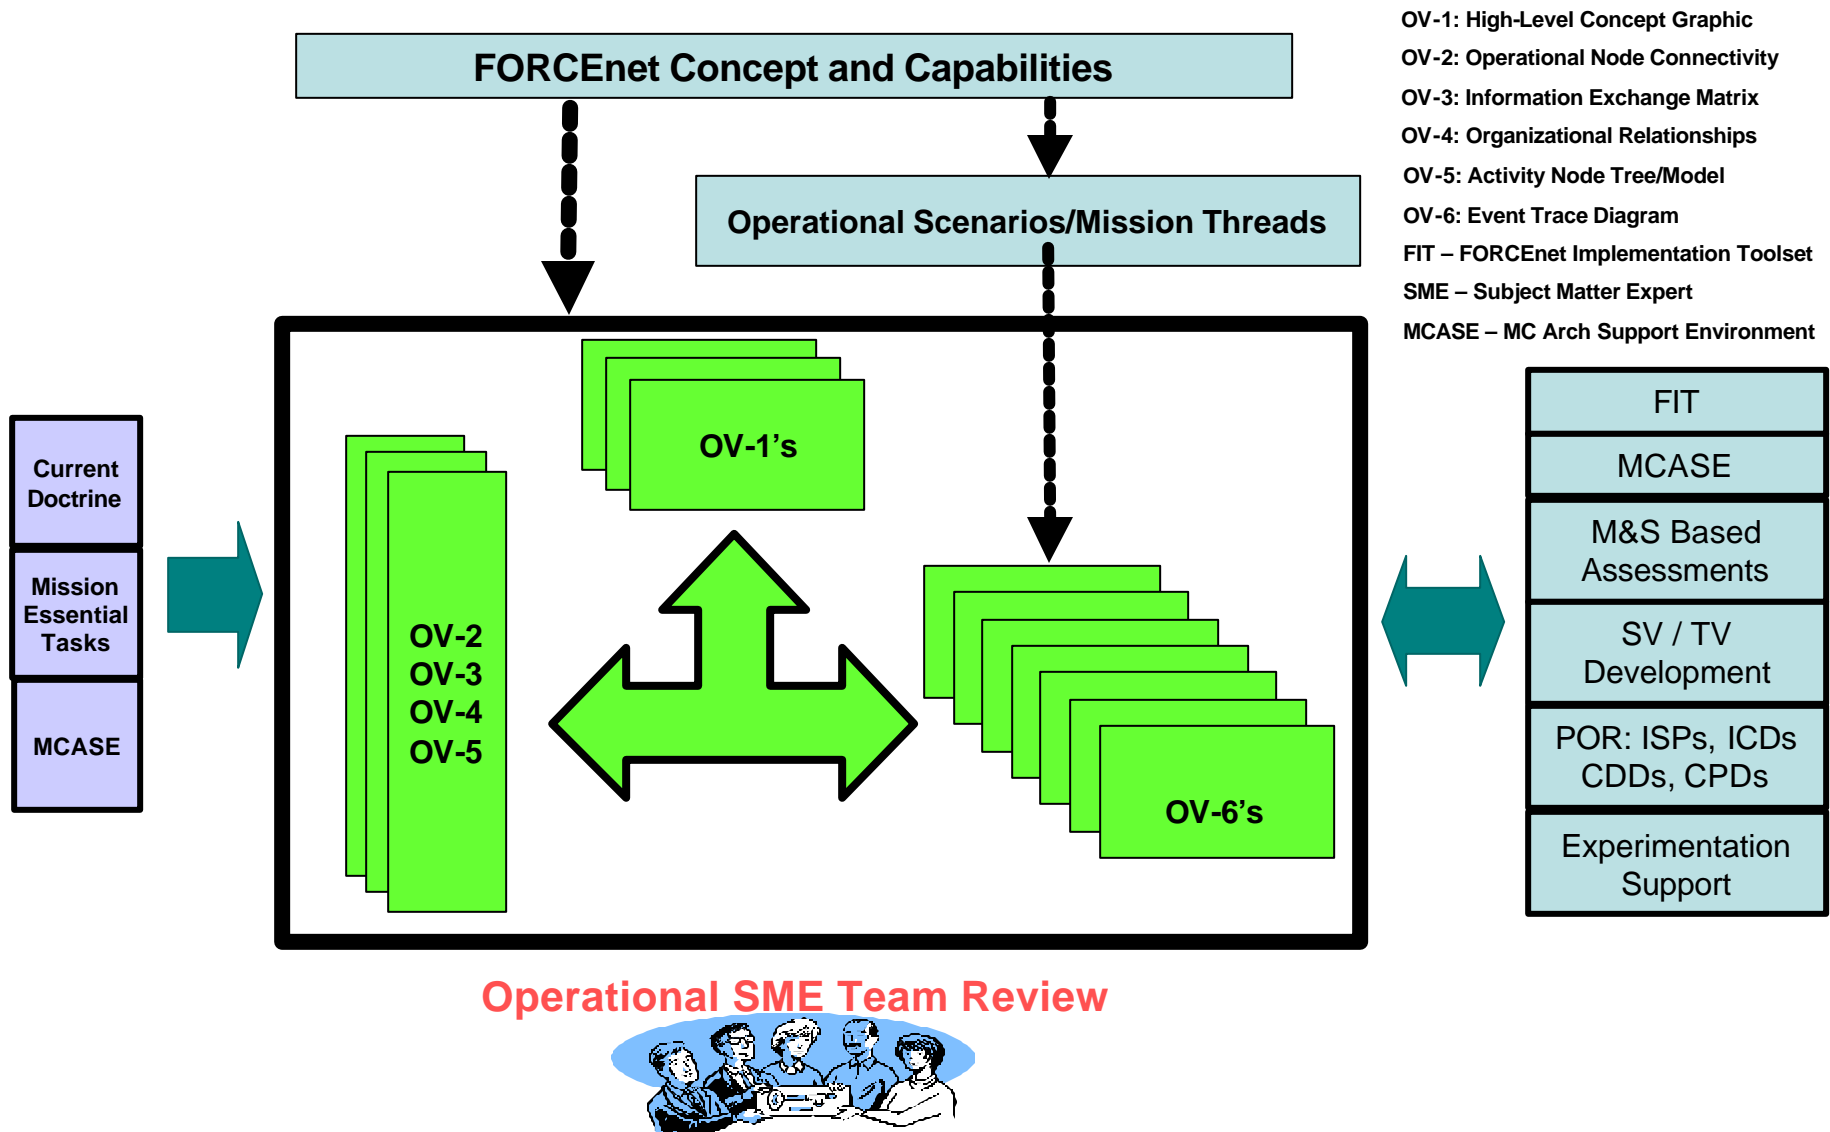 OV-1: High-Level Concept Graphic
OV-2: Operational Node Connectivity
OV-3: Information Exchange Matrix
OV-4: Organizational Relationships
OV-5: Activity Node Tree/Model
OV-6: Event Trace Diagram
FIT – FORCEnet Implementation Toolset
SME – Subject Matter Expert
MCASE – MC Arch Support Environment
FORCEnet Concept and Capabilities
Operational Scenarios/Mission Threads
Current
Doctrine
Mission
Essential
Tasks
MCASE
OV-1's
OV-2
OV-3
OV-4
OV-5
OV-6's
FIT
MCASE
M&S Based
Assessments
SV / TV
Development
POR: ISPs, ICDs
CDDs, CPDs
Experimentation
Support
Operational SME Team Review